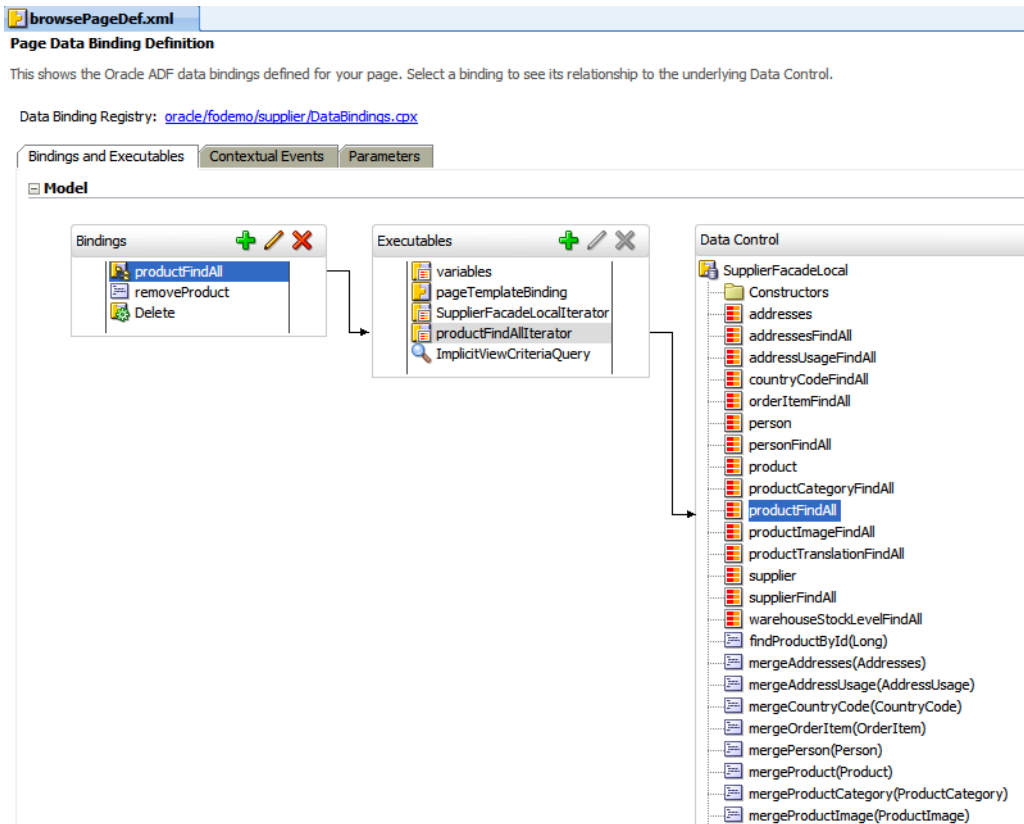 browsePageDef.xml
Page Data Binding Definition
This shows the Oracle ADF data bindings defined for your page. Select a binding to see its relationship to the underlying Data Control.
Data Binding Registry: oracle/fodemo/supplier/DataBindings.cpx
Bindings and Executables Contextual Events Parameters
Model
Bindings
productFindAll
removeProduct
Delete
Executables
variables
pageTemplateBinding
SupplierFacadeLocalIterator
productFindAllIterator
ImplicitViewCriteriaQuery
Data Control
SupplierFacadeLocal
Constructors
addresses
addressesFindAll
addressUsageFindAll
countryCodeFindAll
orderItemFindAll
person
personFindAll
product
productCategoryFindAll
productFindAll
productImageFindAll
productTranslationFindAll
supplier
supplierFindAll
warehouseStockLevelFindAll
findProductById(Long)
mergeAddresses(Addresses)
mergeAddressUsage(AddressUsage)
mergeCountryCode(CountryCode)
mergeOrderItem(OrderItem)
mergePerson(Person)
mergeProduct(Product)
mergeProductCategory(ProductCategory)
mergeProductImage(ProductImage)